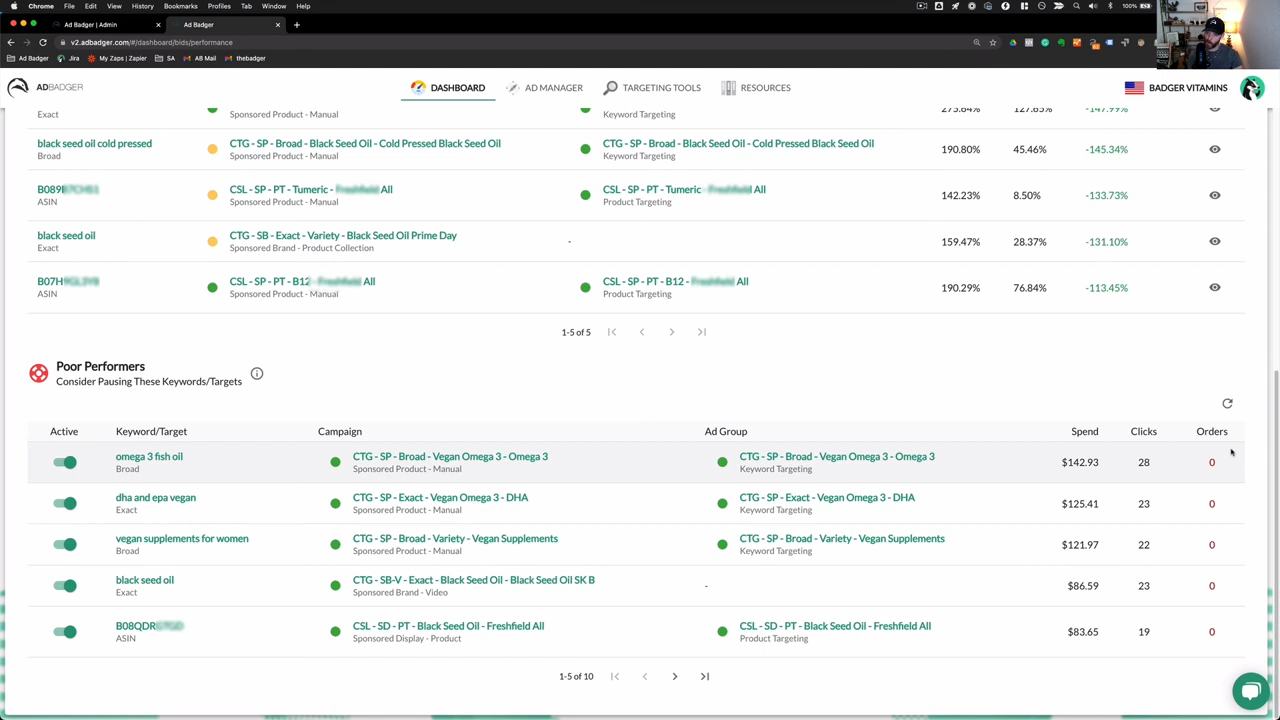 Chrome File Edit View History Bookmarks Profiles Tab Window Help 100%
Ad Badger | Admin Ad Badger
v2.adbadger.com/#/dashboard/bids/performance
Ad Badger Jira My Zaps | Zapier SA AB Mail thebadger
ADBADGER DASHBOARD AD MANAGER TARGETING TOOLS RESOURCES BADGER VITAMINS
Exact Sponsored Product - Manual Keyword Targeting 275.64% 127.65% -147.99%
black seed oil cold pressed CTG - SP - Broad - Black Seed Oil - Cold Pressed Black Seed Oil CTG - SP - Broad - Black Seed Oil - Cold Pressed Black Seed Oil 190.80% 45.46% -145.34%
Broad Sponsored Product - Manual Keyword Targeting
CSL - SP - PT - Tumeric - All CSL - SP - PT - Tumeric - All 142.23% 8.50% -133.73%
ASIN Sponsored Product - Manual Product Targeting
black seed oil CTG - SB - Exact - Variety - Black Seed Oil Prime Day - 159.47% 28.37% -131.10%
Exact Sponsored Brand - Product Collection
B07H CSL - SP - PT - B12 - All CSL - SP - PT - B12 - All 190.29% 76.84% -113.45%
ASIN Sponsored Product - Manual Product Targeting
1-5 of 5
Poor Performers
Consider Pausing These Keywords/Targets
Active Keyword/Target Campaign Ad Group Spend Clicks Orders
omega 3 fish oil CTG - SP - Broad - Vegan Omega 3 - Omega 3 CTG - SP - Broad - Vegan Omega 3 - Omega 3 $142.93 28 0
Broad Sponsored Product - Manual Keyword Targeting
dha and epa vegan CTG - SP - Exact - Vegan Omega 3 - DHA CTG - SP - Exact - Vegan Omega 3 - DHA $125.41 23 0
Exact Sponsored Product - Manual Keyword Targeting
vegan supplements for women CTG - SP - Broad - Variety - Vegan Supplements CTG - SP - Broad - Variety - Vegan Supplements $121.97 22 0
Broad Sponsored Product - Manual Keyword Targeting
black seed oil CTG - SB-V - Exact - Black Seed Oil - Black Seed Oil SK B - $86.59 23 0
Exact Sponsored Brand - Video
B08QDR CSL - SD - PT - Black Seed Oil - Freshfield All CSL - SD - PT - Black Seed Oil - Freshfield All $83.65 19 0
ASIN Sponsored Display - Product Product Targeting
1-5 of 10